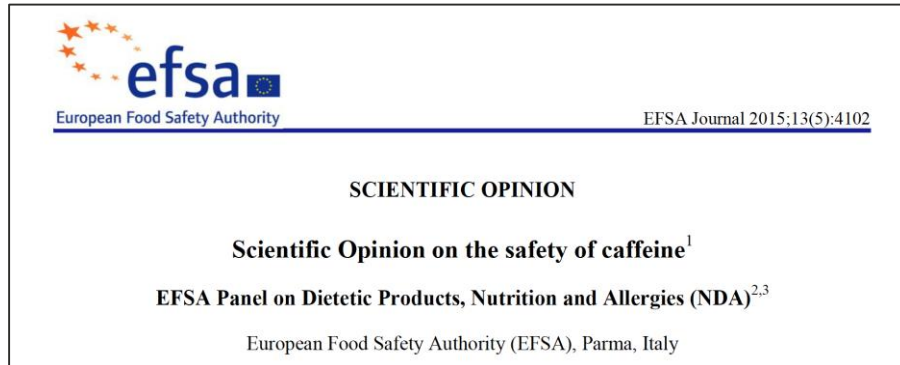 efsa
European Food Safety Authority
EFSA Journal 2015;13(5):4102
SCIENTIFIC OPINION
Scientific Opinion on the safety of caffeine1
EFSA Panel on Dietetic Products, Nutrition and Allergies (NDA)2,3
European Food Safety Authority (EFSA), Parma, Italy